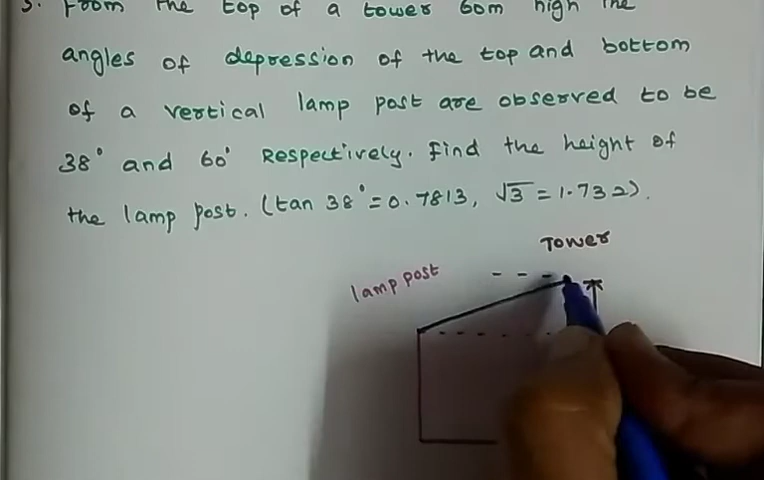 3. From the top of a tower 60m high the
angles of depression of the top and bottom
of a vertical lamp post are observed to be
38° and 60° Respectively. Find the height of
the lamp post. (tan 38° = 0.7813, √3 = 1.732).
Tower
lamp post